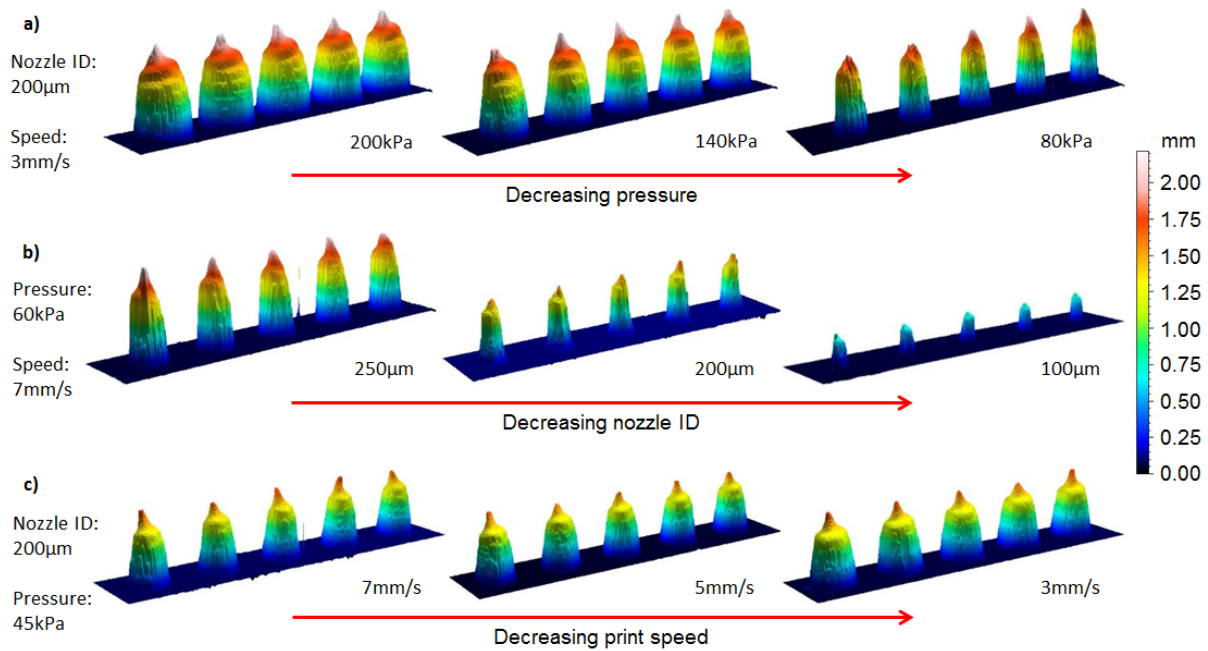 a)
Nozzle ID:
200µm
Speed:
3mm/s
200kPa
140kPa
80kPa
Decreasing pressure
mm
2.00
1.75
1.50
1.25
1.00
0.75
0.50
0.25
0.00
b)
Pressure:
60kPa
Speed:
7mm/s
250µm
200µm
100µm
Decreasing nozzle ID
c)
Nozzle ID:
200µm
Pressure:
45kPa
7mm/s
5mm/s
3mm/s
Decreasing print speed